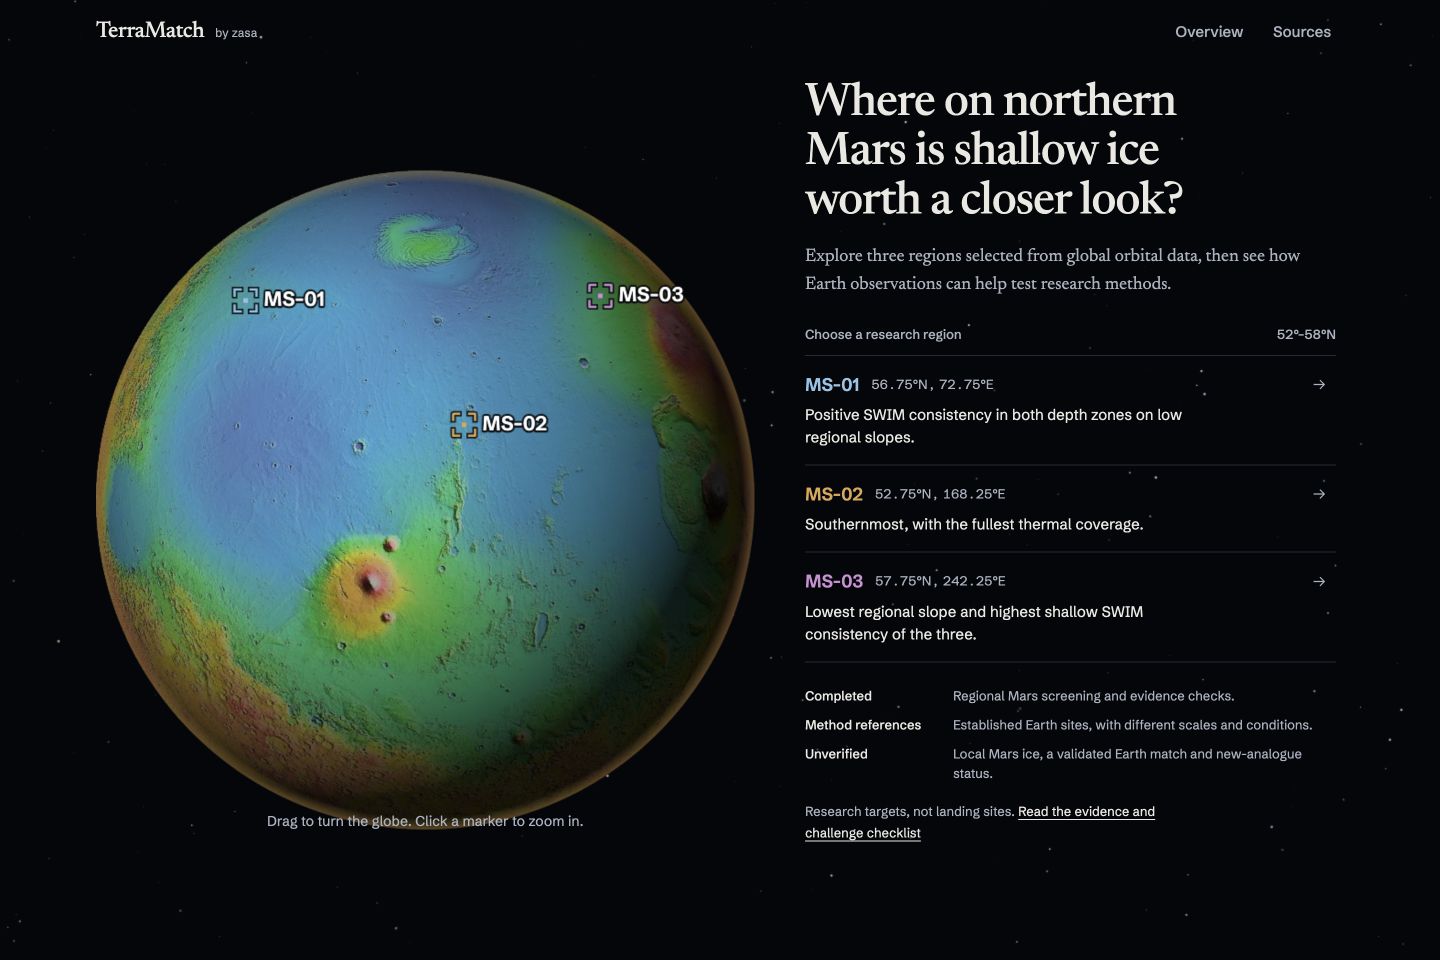 TerraMatch by zasa
Overview Sources
Where on northern
Mars is shallow ice
worth a closer look?
Explore three regions selected from global orbital data, then see how
Earth observations can help test research methods.
Choose a research region 52°–58°N
MS-01 56.75°N, 72.75°E →
Positive SWIM consistency in both depth zones on low
regional slopes.
MS-02 52.75°N, 168.25°E →
Southernmost, with the fullest thermal coverage.
MS-03 57.75°N, 242.25°E →
Lowest regional slope and highest shallow SWIM
consistency of the three.
Completed Regional Mars screening and evidence checks.
Method references Established Earth sites, with different scales and conditions.
Unverified Local Mars ice, a validated Earth match and new-analogue
status.
Research targets, not landing sites. Read the evidence and
challenge checklist
MS-01
MS-03
MS-02
Drag to turn the globe. Click a marker to zoom in.